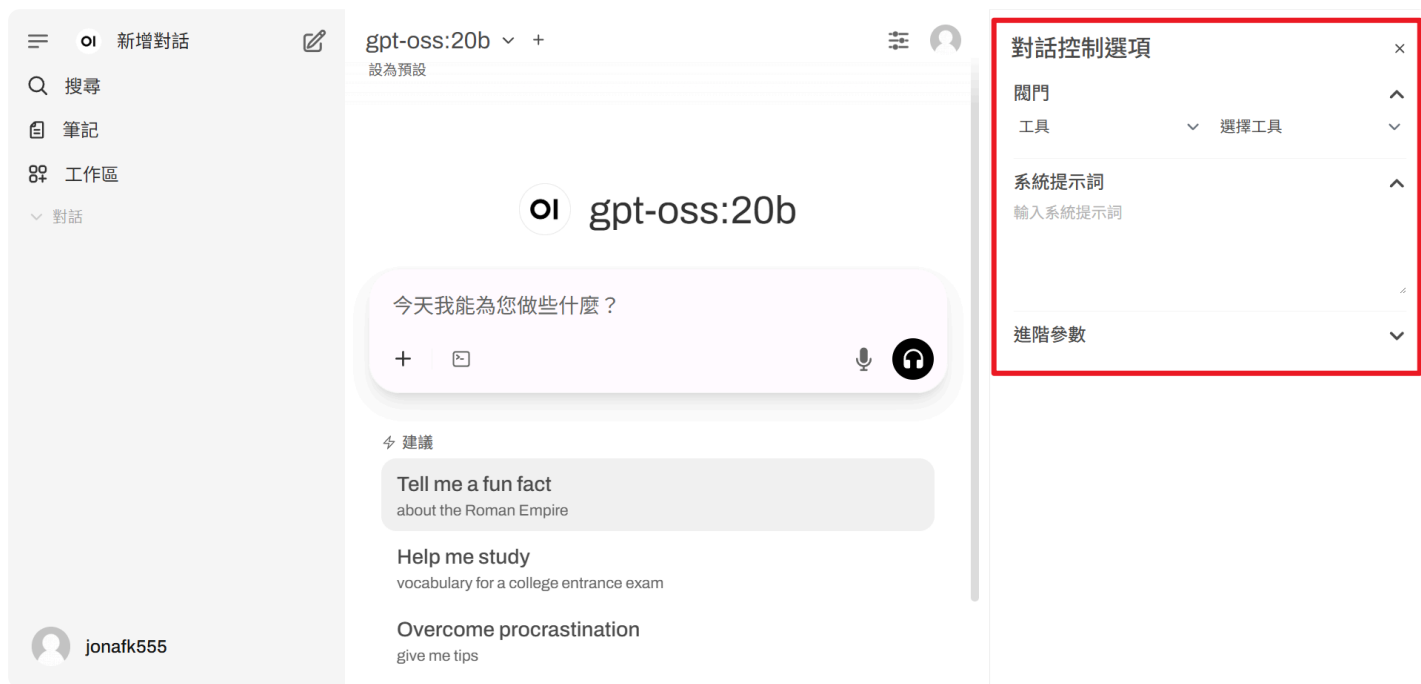 OI 新增對話
搜尋
筆記
工作區
對話
jonafk555
gpt-oss:20b
設為預設
OI gpt-oss:20b
今天我能為您做些什麼？
建議
Tell me a fun fact
about the Roman Empire
Help me study
vocabulary for a college entrance exam
Overcome procrastination
give me tips
對話控制選項
閥門
工具 選擇工具
系統提示詞
輸入系統提示詞
進階參數